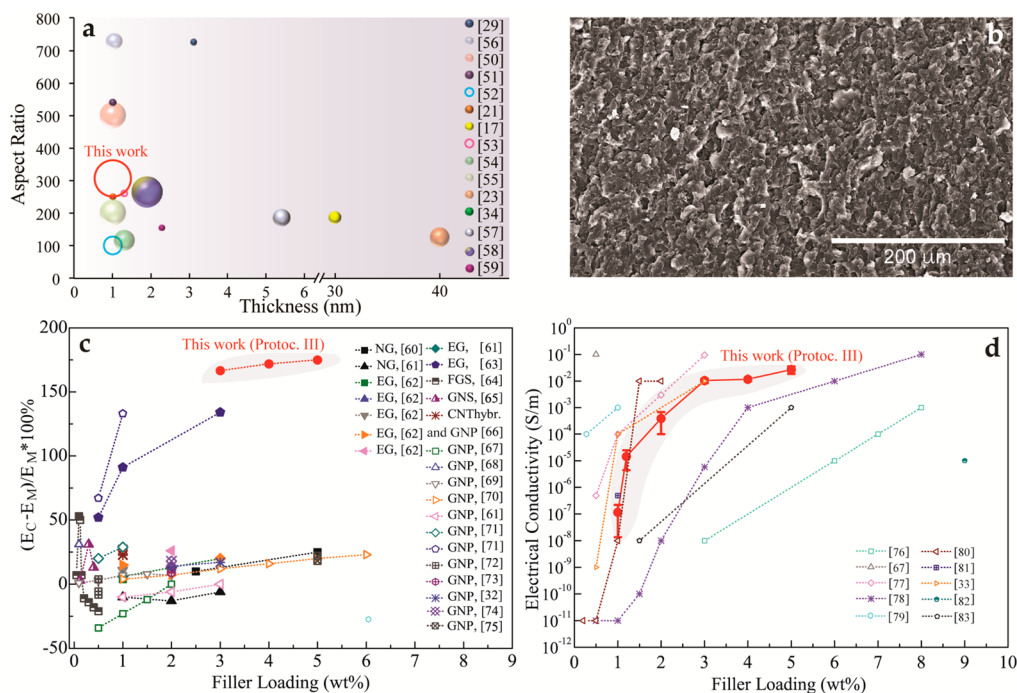 a
800
700
600
500
400
300
200
100
0
Aspect Ratio
This work
0
1
2
3
4
5
6
30
40
Thickness (nm)
[29]
[56]
[50]
[51]
[52]
[21]
[17]
[53]
[54]
[55]
[23]
[34]
[57]
[58]
[59]
b
200 µm
c
200
150
100
50
0
-50
(EC-EM)/EM*100%
This work (Protoc. III)
NG, [60]
NG, [61]
EG, [62]
EG, [62]
EG, [62]
EG, [62] and GNP [66]
EG, [62]
EG, [61]
EG, [63]
FGS, [64]
GNS, [65]
CNThybr.
GNP, [67]
GNP, [68]
GNP, [69]
GNP, [70]
GNP, [61]
GNP, [71]
GNP, [71]
GNP, [72]
GNP, [73]
GNP, [32]
GNP, [74]
GNP, [75]
0
1
2
3
4
5
6
7
8
9
Filler Loading (wt%)
d
10⁻¹
10⁻²
10⁻³
10⁻⁴
10⁻⁵
10⁻⁶
10⁻⁷
10⁻⁸
10⁻⁹
10⁻¹⁰
10⁻¹¹
10⁻¹²
Electrical Conductivity (S/m)
This work (Protoc. III)
[76]
[67]
[77]
[78]
[79]
[80]
[81]
[33]
[82]
[83]
0
1
2
3
4
5
6
7
8
9
10
Filler Loading (wt%)